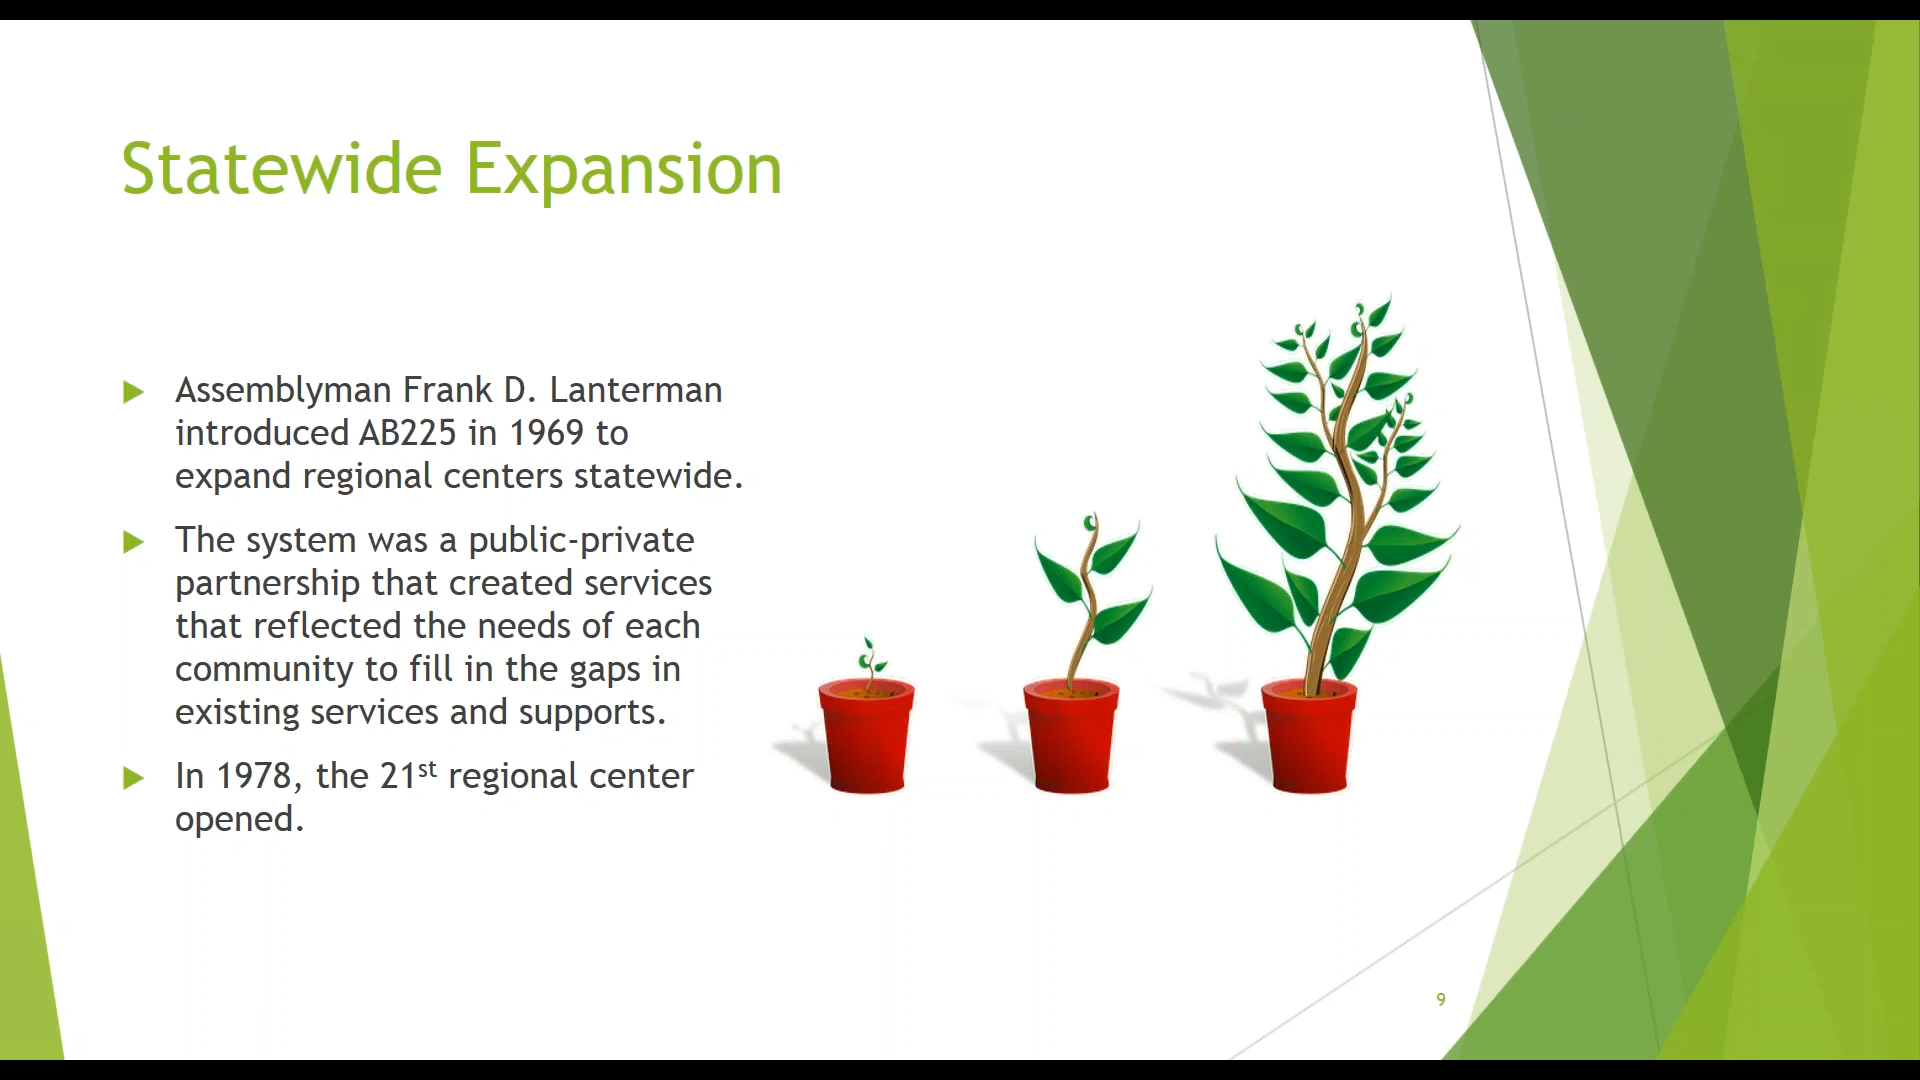 Statewide Expansion
Assemblyman Frank D. Lanterman
introduced AB225 in 1969 to
expand regional centers statewide.
The system was a public-private
partnership that created services
that reflected the needs of each
community to fill in the gaps in
existing services and supports.
In 1978, the 21st regional center
opened.
9